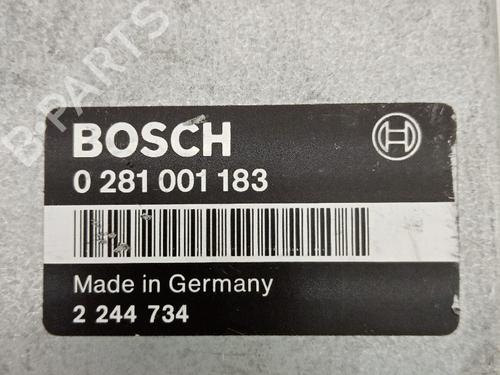 B-PARTS
BOSCH
0 281 001 183
Made in Germany
2 244 734